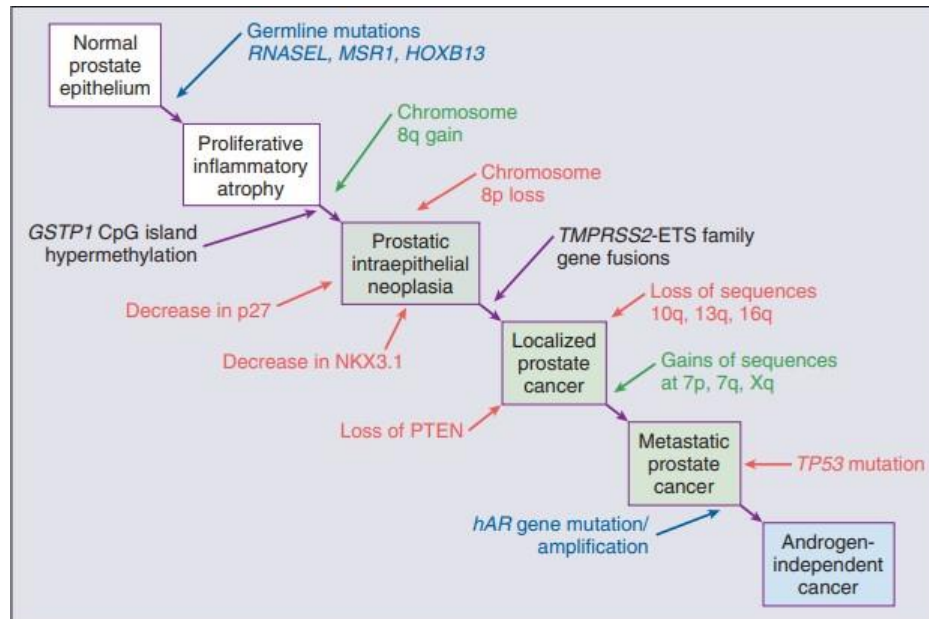 Normal
prostate
epithelium
Germline mutations
RNASEL, MSR1, HOXB13
Proliferative
inflammatory
atrophy
Chromosome
8q gain
Chromosome
8p loss
GSTP1 CpG island
hypermethylation
Prostatic
intraepithelial
neoplasia
TMPRSS2-ETS family
gene fusions
Decrease in p27
Decrease in NKX3.1
Loss of sequences
10q, 13q, 16q
Localized
prostate
cancer
Gains of sequences
at 7p, 7q, Xq
Loss of PTEN
Metastatic
prostate
cancer
TP53 mutation
hAR gene mutation/
amplification
Androgen-
independent
cancer